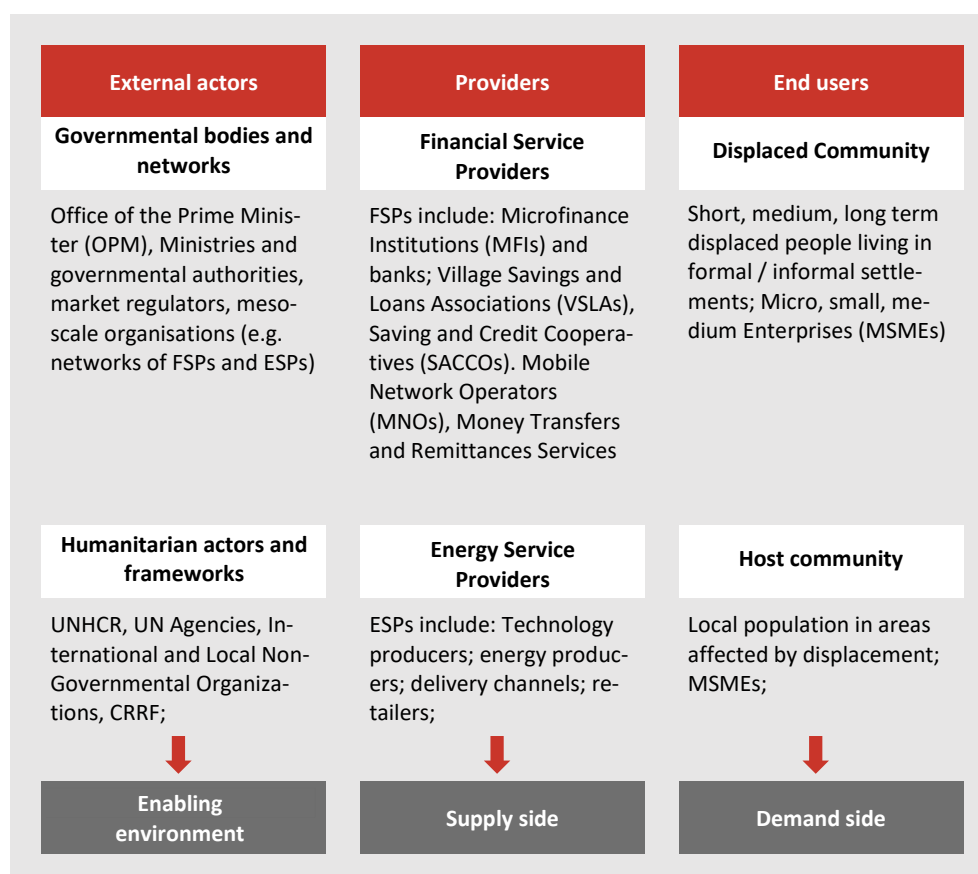 External actors
Governmental bodies and
networks
Office of the Prime Minis-
ter (OPM), Ministries and
governmental authorities,
market regulators, meso-
scale organisations (e.g.
networks of FSPs and ESPs)
Humanitarian actors and
frameworks
UNHCR, UN Agencies, In-
ternational and Local Non-
Governmental Organiza-
tions, CRRF;
Enabling
environment
Providers
Financial Service
Providers
FSPs include: Microfinance
Institutions (MFIs) and
banks; Village Savings and
Loans Associations (VSLAs),
Saving and Credit Coopera-
tives (SACCOs). Mobile
Network Operators
(MNOs), Money Transfers
and Remittances Services
Energy Service
Providers
ESPs include: Technology
producers; energy produc-
ers; delivery channels; re-
tailers;
Supply side
End users
Displaced Community
Short, medium, long term
displaced people living in
formal / informal settle-
ments; Micro, small, me-
dium Enterprises (MSMEs)
Host community
Local population in areas
affected by displacement;
MSMEs;
Demand side